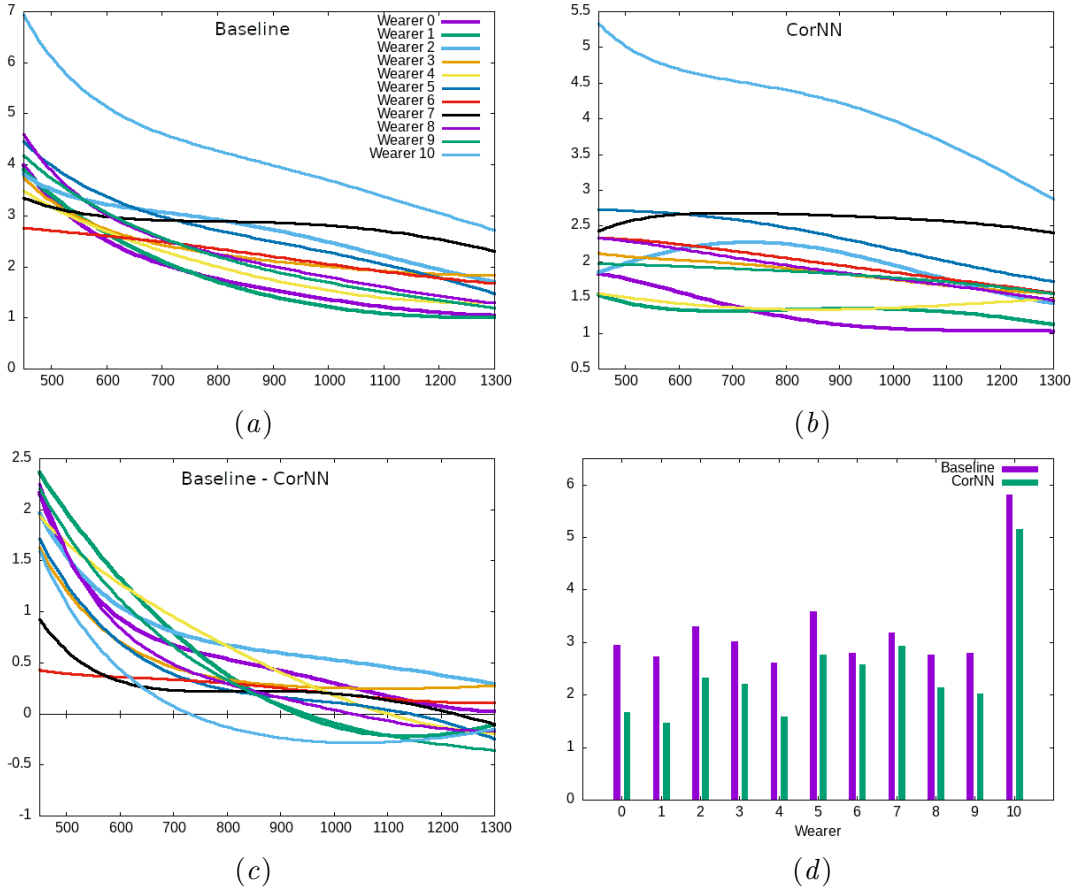 Baseline
Wearer 0
Wearer 1
Wearer 2
Wearer 3
Wearer 4
Wearer 5
Wearer 6
Wearer 7
Wearer 8
Wearer 9
Wearer 10
7
6
5
4
3
2
1
0
500 600 700 800 900 1000 1100 1200 1300
(a)
CorNN
5.5
5
4.5
4
3.5
3
2.5
2
1.5
1
0.5
500 600 700 800 900 1000 1100 1200 1300
(b)
Baseline - CorNN
2.5
2
1.5
1
0.5
0
-0.5
-1
500 600 700 800 900 1000 1100 1200 1300
(c)
Baseline
CorNN
6
5
4
3
2
1
0
0 1 2 3 4 5 6 7 8 9 10
Wearer
(d)